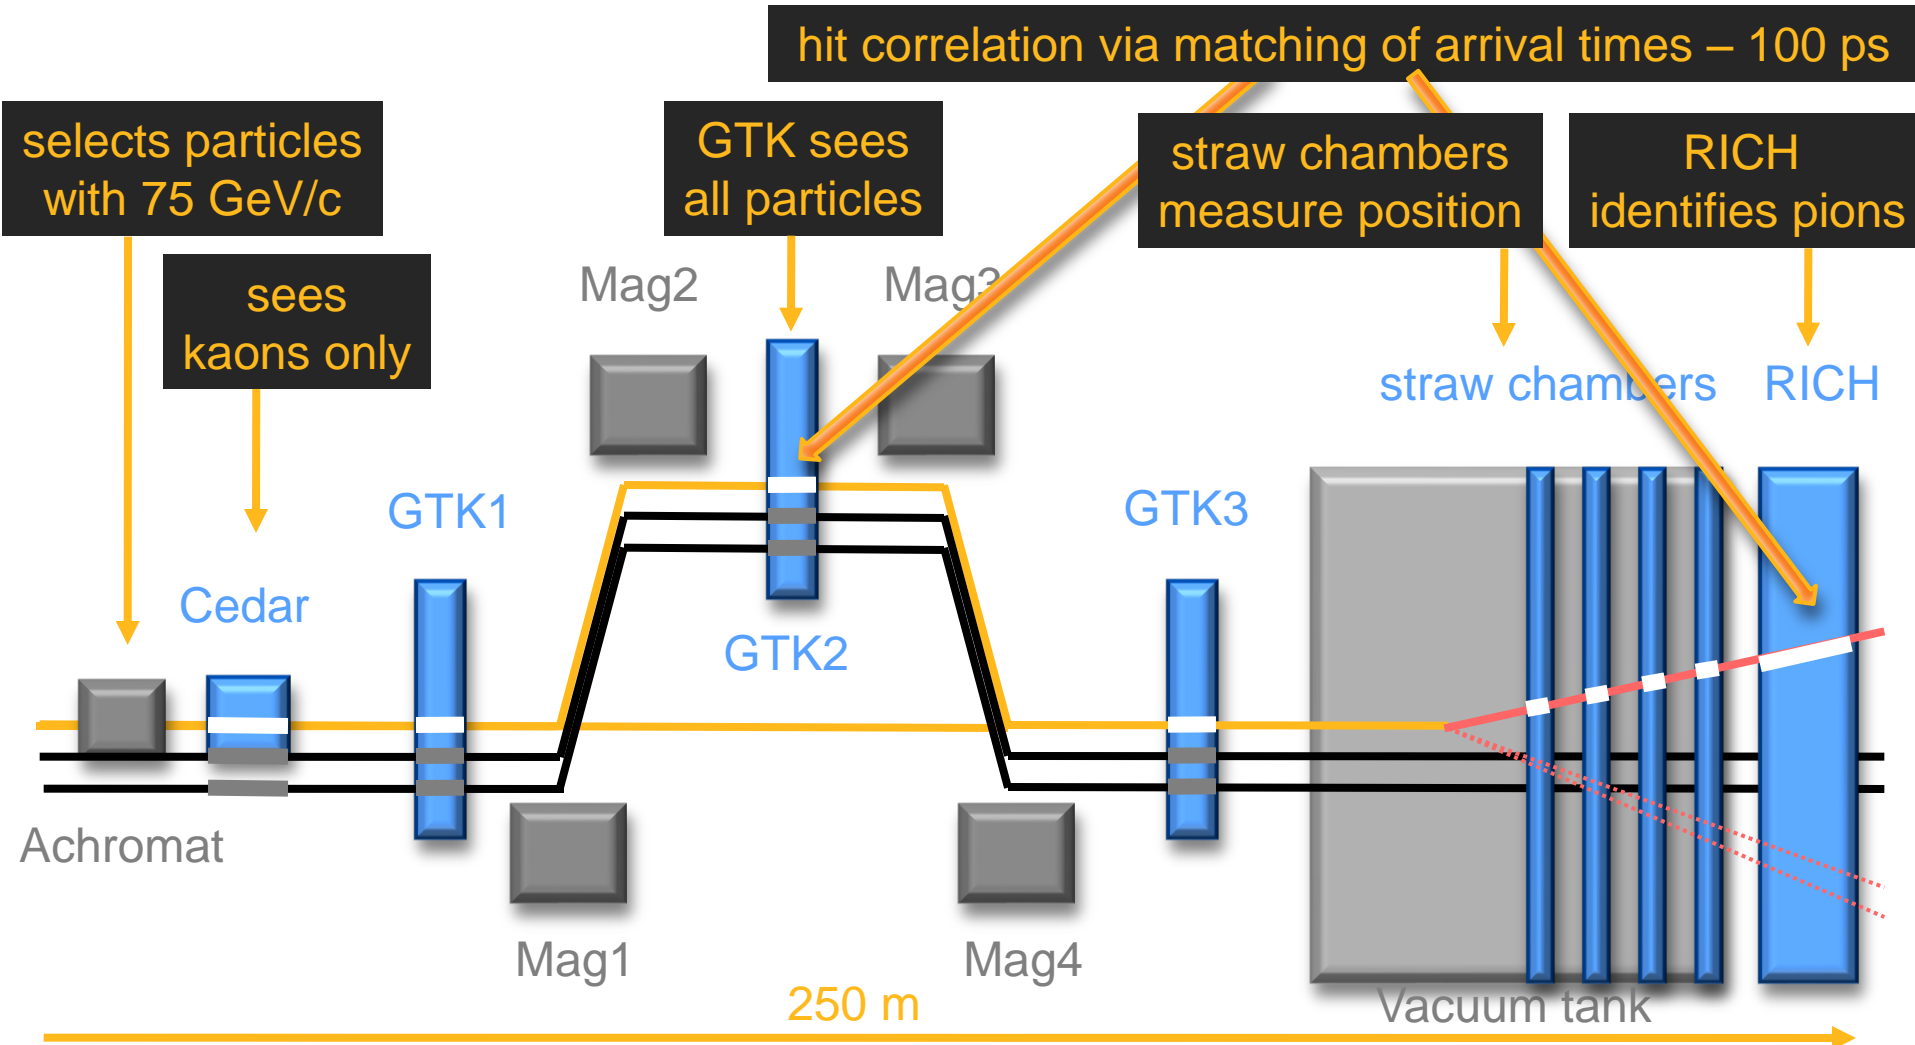 hit correlation via matching of arrival times – 100 ps
selects particles
with 75 GeV/c
GTK sees
all particles
straw chambers
measure position
RICH
identifies pions
sees
kaons only
Mag2
Mag3
straw chambers
RICH
GTK1
GTK3
Cedar
GTK2
Achromat
Mag1
Mag4
250 m
Vacuum tank